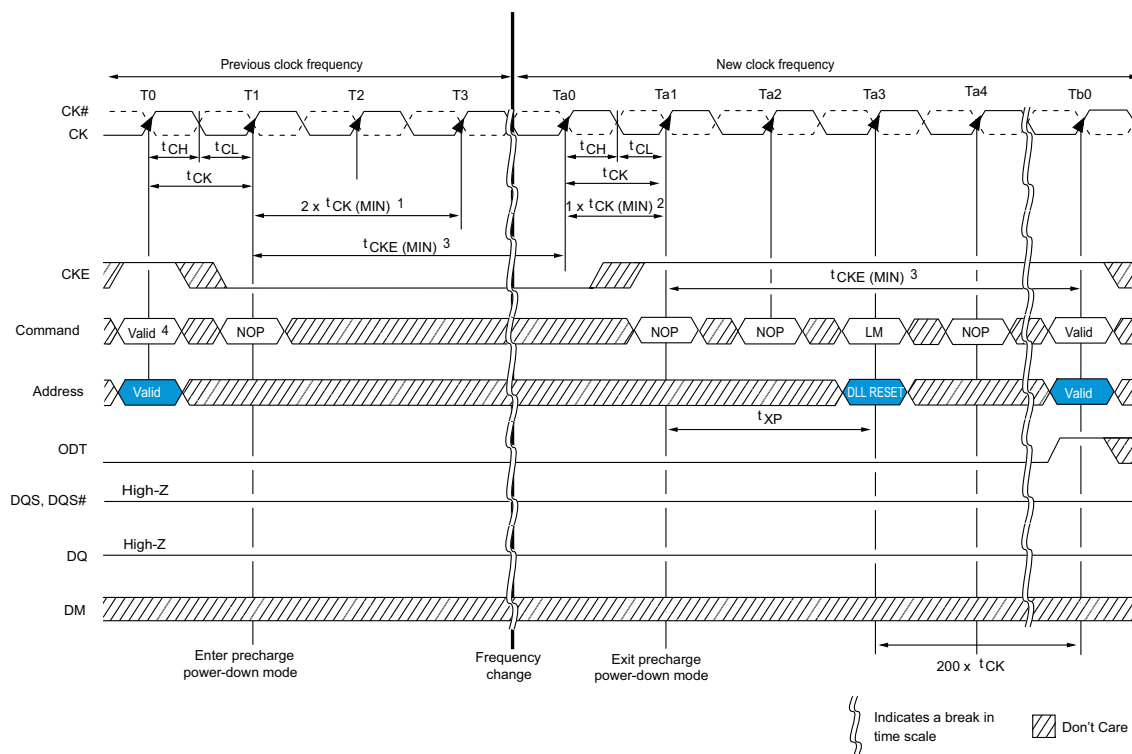 Previous clock frequency
New clock frequency
T0 T1 T2 T3 Ta0 Ta1 Ta2 Ta3 Ta4 Tb0
CK#
CK
tCH tCL tCH tCL
tCK tCK
2 x tCK (MIN) 1 1 x tCK (MIN) 2
tCKE (MIN) 3
CKE
tCKE (MIN) 3
Command Valid 4 NOP NOP NOP LM NOP Valid
Address Valid DLL RESET Valid
tXP
ODT
DQS, DQS# High-Z
DQ High-Z
DM
Enter precharge
power-down mode
Frequency
change
Exit precharge
power-down mode
200 x tCK
Indicates a break in
time scale
Don't Care